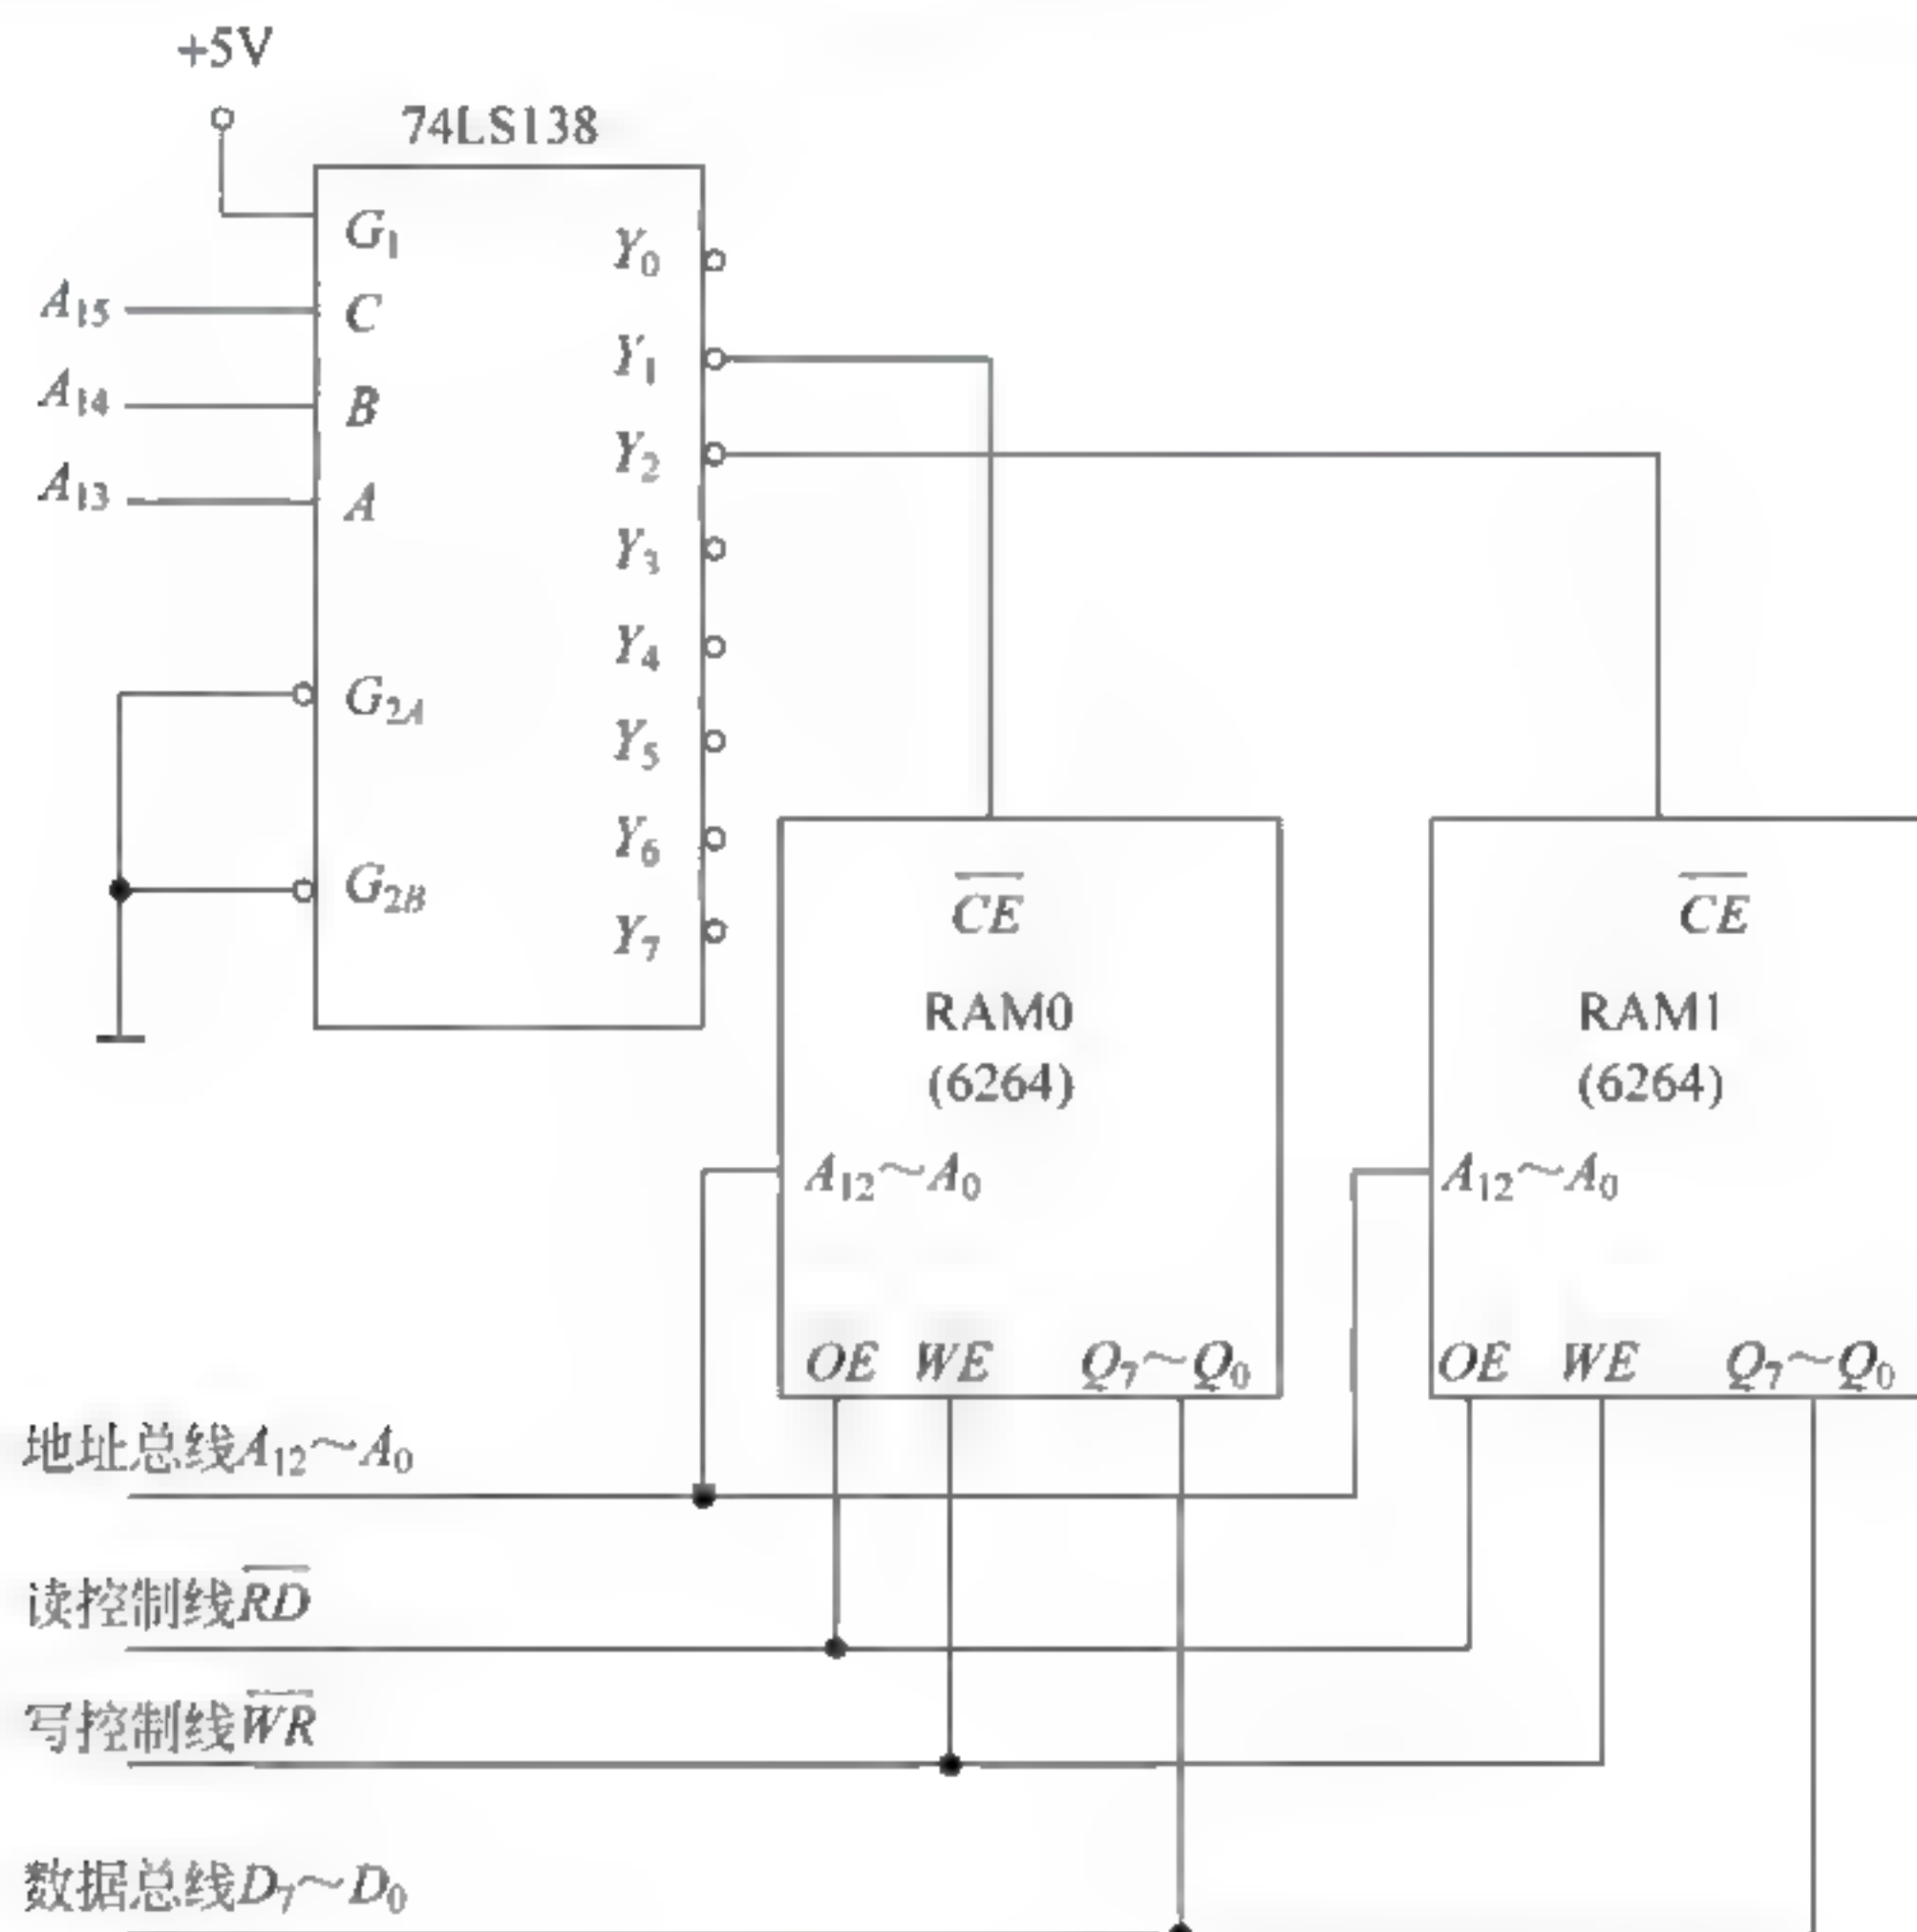 +5V
74LS138
G1
Y0
A15
C
Y1
A14
B
Y2
A13
A
Y3
Y4
G2A
Y5
Y6
G2B
Y7
CE
CE
RAM0
RAM1
(6264)
(6264)
A12～A0
A12～A0
OE WE Q7～Q0
OE WE Q7～Q0
地址总线A12～A0
读控制线RD
写控制线WR
数据总线D7～D0